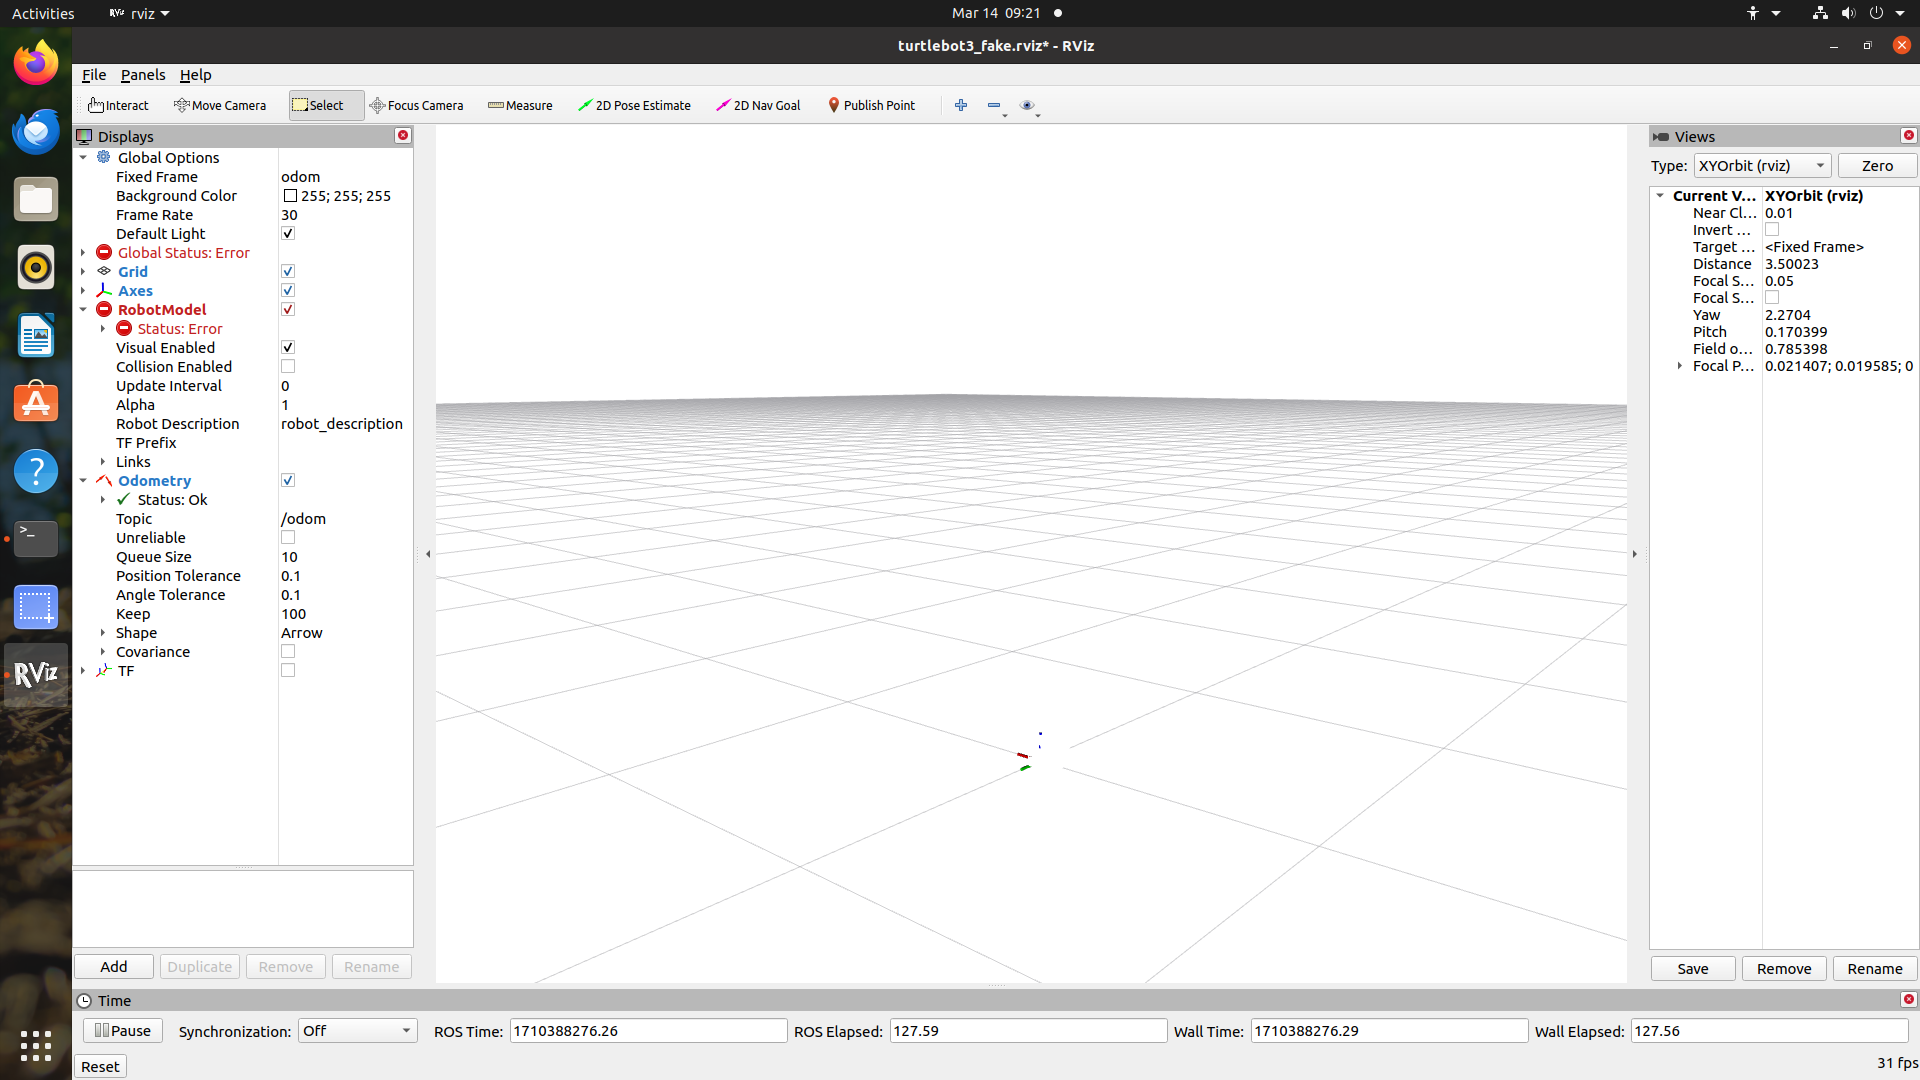 Activities
rviz
Mar 14 09:21
turtlebot3_fake.rviz* - RViz
File Panels Help
Interact
Move Camera
Select
Focus Camera
Measure
2D Pose Estimate
2D Nav Goal
Publish Point
Displays
Global Options
Fixed Frame odom
Background Color 255; 255; 255
Frame Rate 30
Default Light
Global Status: Error
Grid
Axes
RobotModel
Status: Error
Visual Enabled
Collision Enabled
Update Interval 0
Alpha 1
Robot Description robot_description
TF Prefix
Links
Odometry
Status: Ok
Topic /odom
Unreliable
Queue Size 10
Position Tolerance 0.1
Angle Tolerance 0.1
Keep 100
Shape Arrow
Covariance
TF
Add Duplicate Remove Rename
RViz
Views
Type: XYOrbit (rviz) Zero
Current V... XYOrbit (rviz)
Near Cl... 0.01
Invert ...
Target ... <Fixed Frame>
Distance 3.50023
Focal S... 0.05
Focal S...
Yaw 2.2704
Pitch 0.170399
Field o... 0.785398
Focal P... 0.021407; 0.019585; 0
Save Remove Rename
Time
Pause Synchronization: Off ROS Time: 1710388276.26 ROS Elapsed: 127.59 Wall Time: 1710388276.29 Wall Elapsed: 127.56
Reset
31 fps